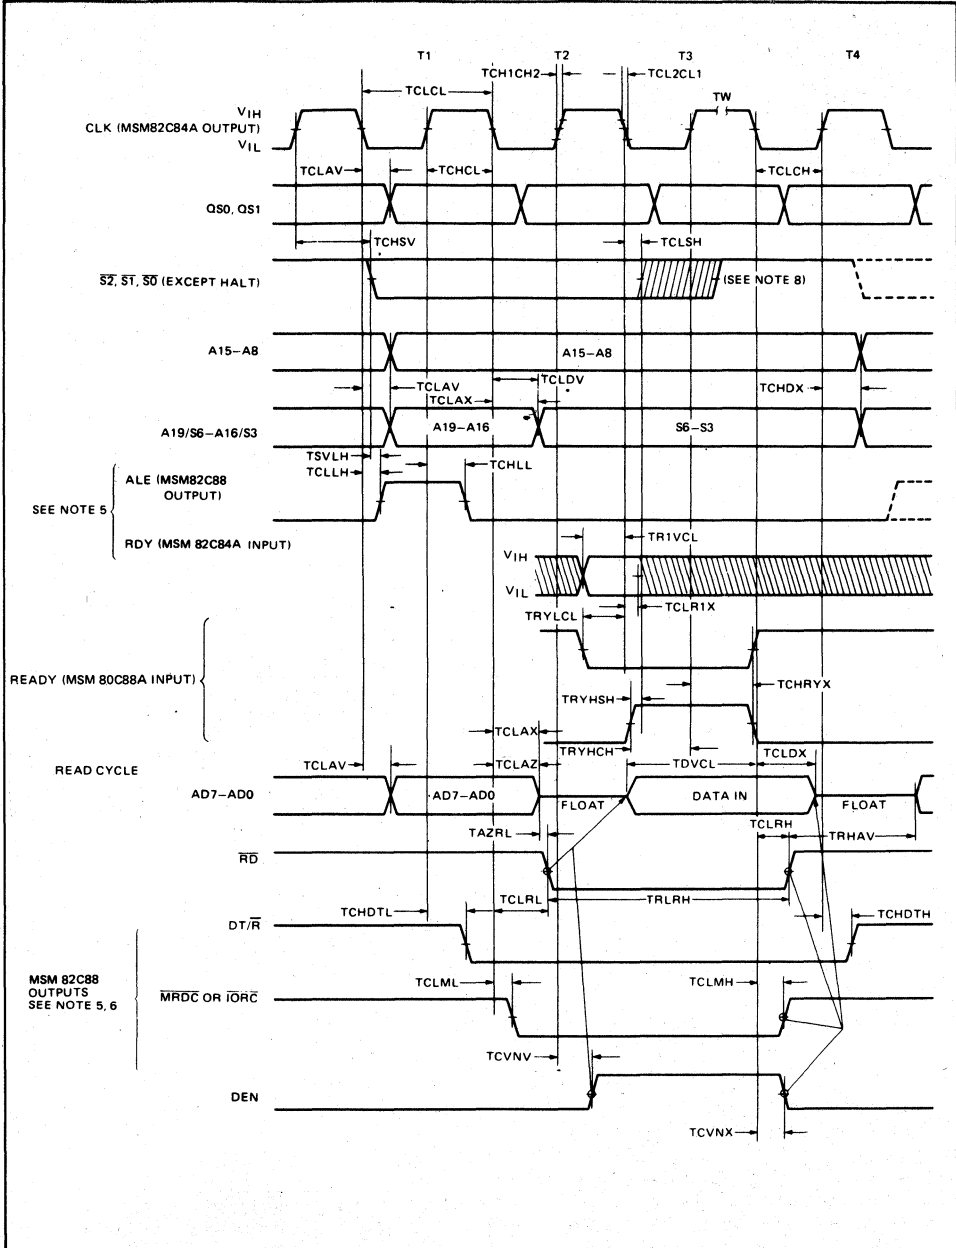 T1 T2 T3 T4
TCH1CH2 TCL2CL1
TCLCL
TW
VIH
CLK (MSM82C84A OUTPUT)
VIL
TCLAV TCHCL TCLCH
QS0, QS1
TCHSV TCLSH
S2, S1, S0 (EXCEPT HALT) (SEE NOTE 8)
A15–A8 A15–A8
TCLAV TCLDV TCHDX
TCLAX
A19/S6–A16/S3 A19–A16 S6–S3
TSVLH
TCLLH TCHLL
ALE (MSM82C88
OUTPUT)
SEE NOTE 5
RDY (MSM 82C84A INPUT) TR1VCL
VIH
VIL
TCLR1X
TRYLCL
READY (MSM 80C88A INPUT)
TRYHSH TCHRYX
TCLAX TRYHCH TCLDX
READ CYCLE TCLAV TCLAZ TDVCL
AD7–AD0 AD7–AD0 FLOAT DATA IN FLOAT
TAZRL TCLRH TRHAV
RD
TCHDTL TCLRL TRLRH TCHDTH
DT/R
MSM 82C88
OUTPUTS
SEE NOTE 5, 6
TCLML TCLMH
MRDC OR IORC
TCVNV
DEN
TCVNX